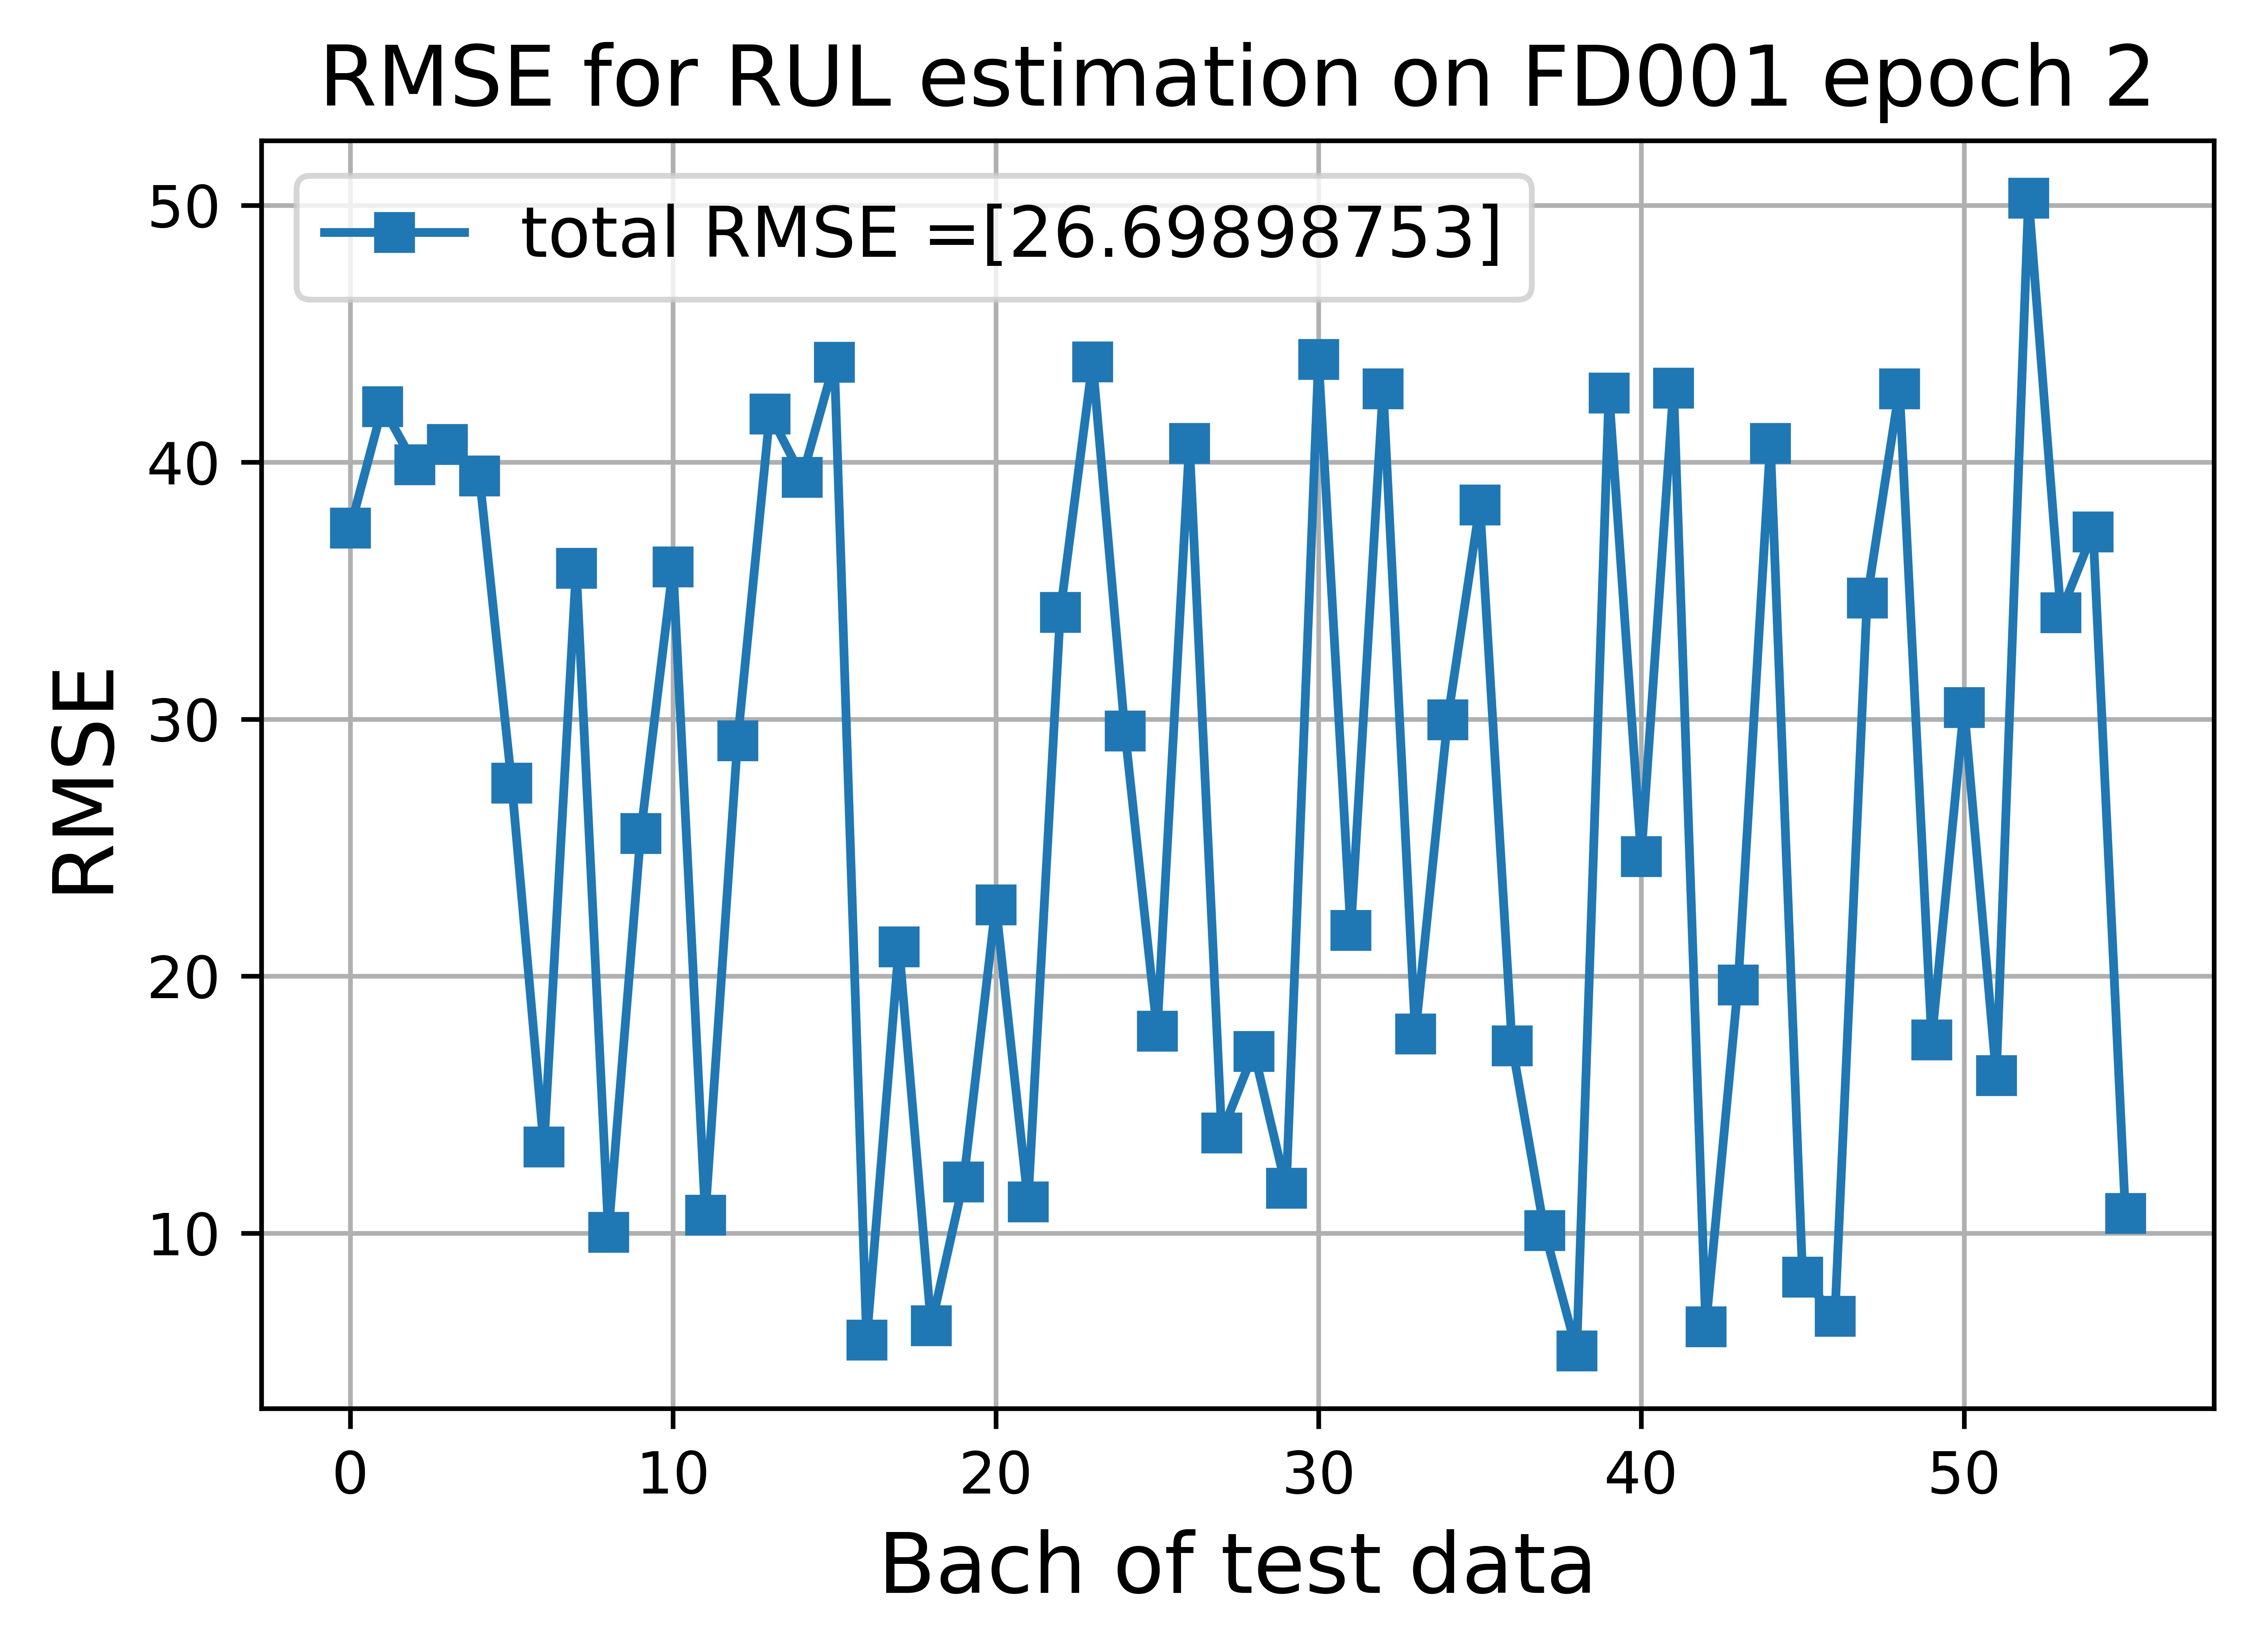 RMSE for RUL estimation on FD001 epoch 2
total RMSE =[26.69898753]
50
40
30
20
10
RMSE
0 10 20 30 40 50
Bach of test data